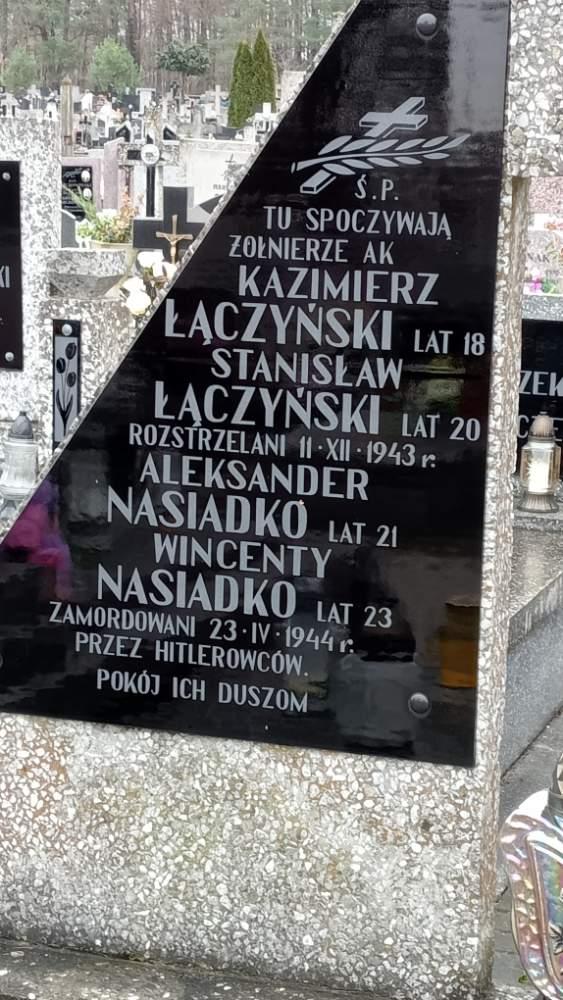 Ś.P.
TU SPOCZYWAJĄ
ŻOŁNIERZE AK
KAZIMIERZ
ŁĄCZYŃSKI LAT 18
STANISŁAW
ŁĄCZYŃSKI LAT 20
ROZSTRZELANI 11·XII·1943 r:
ALEKSANDER
NASIADKO LAT 21
WINCENTY
NASIADKO LAT 23
ZAMORDOWANI 23·IV·1944 r:
PRZEZ HITLEROWCÓW.
POKÓJ ICH DUSZOM